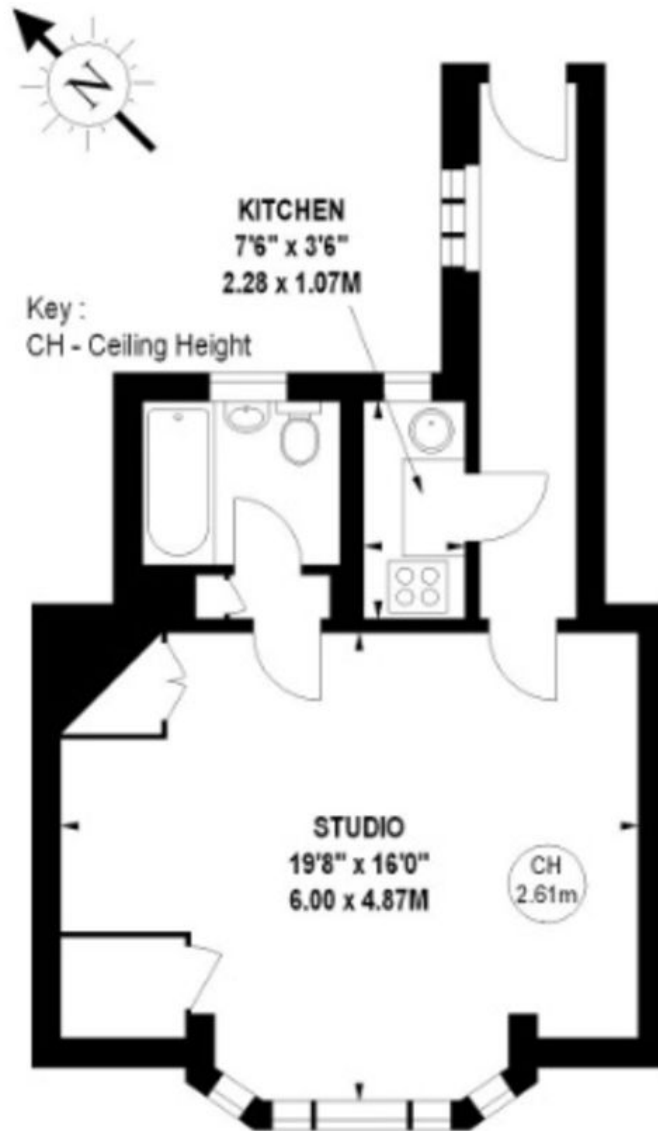 N
KITCHEN
7'6" x 3'6"
2.28 x 1.07M
Key :
CH - Ceiling Height
STUDIO
19'8" x 16'0"
6.00 x 4.87M
CH
2.61m